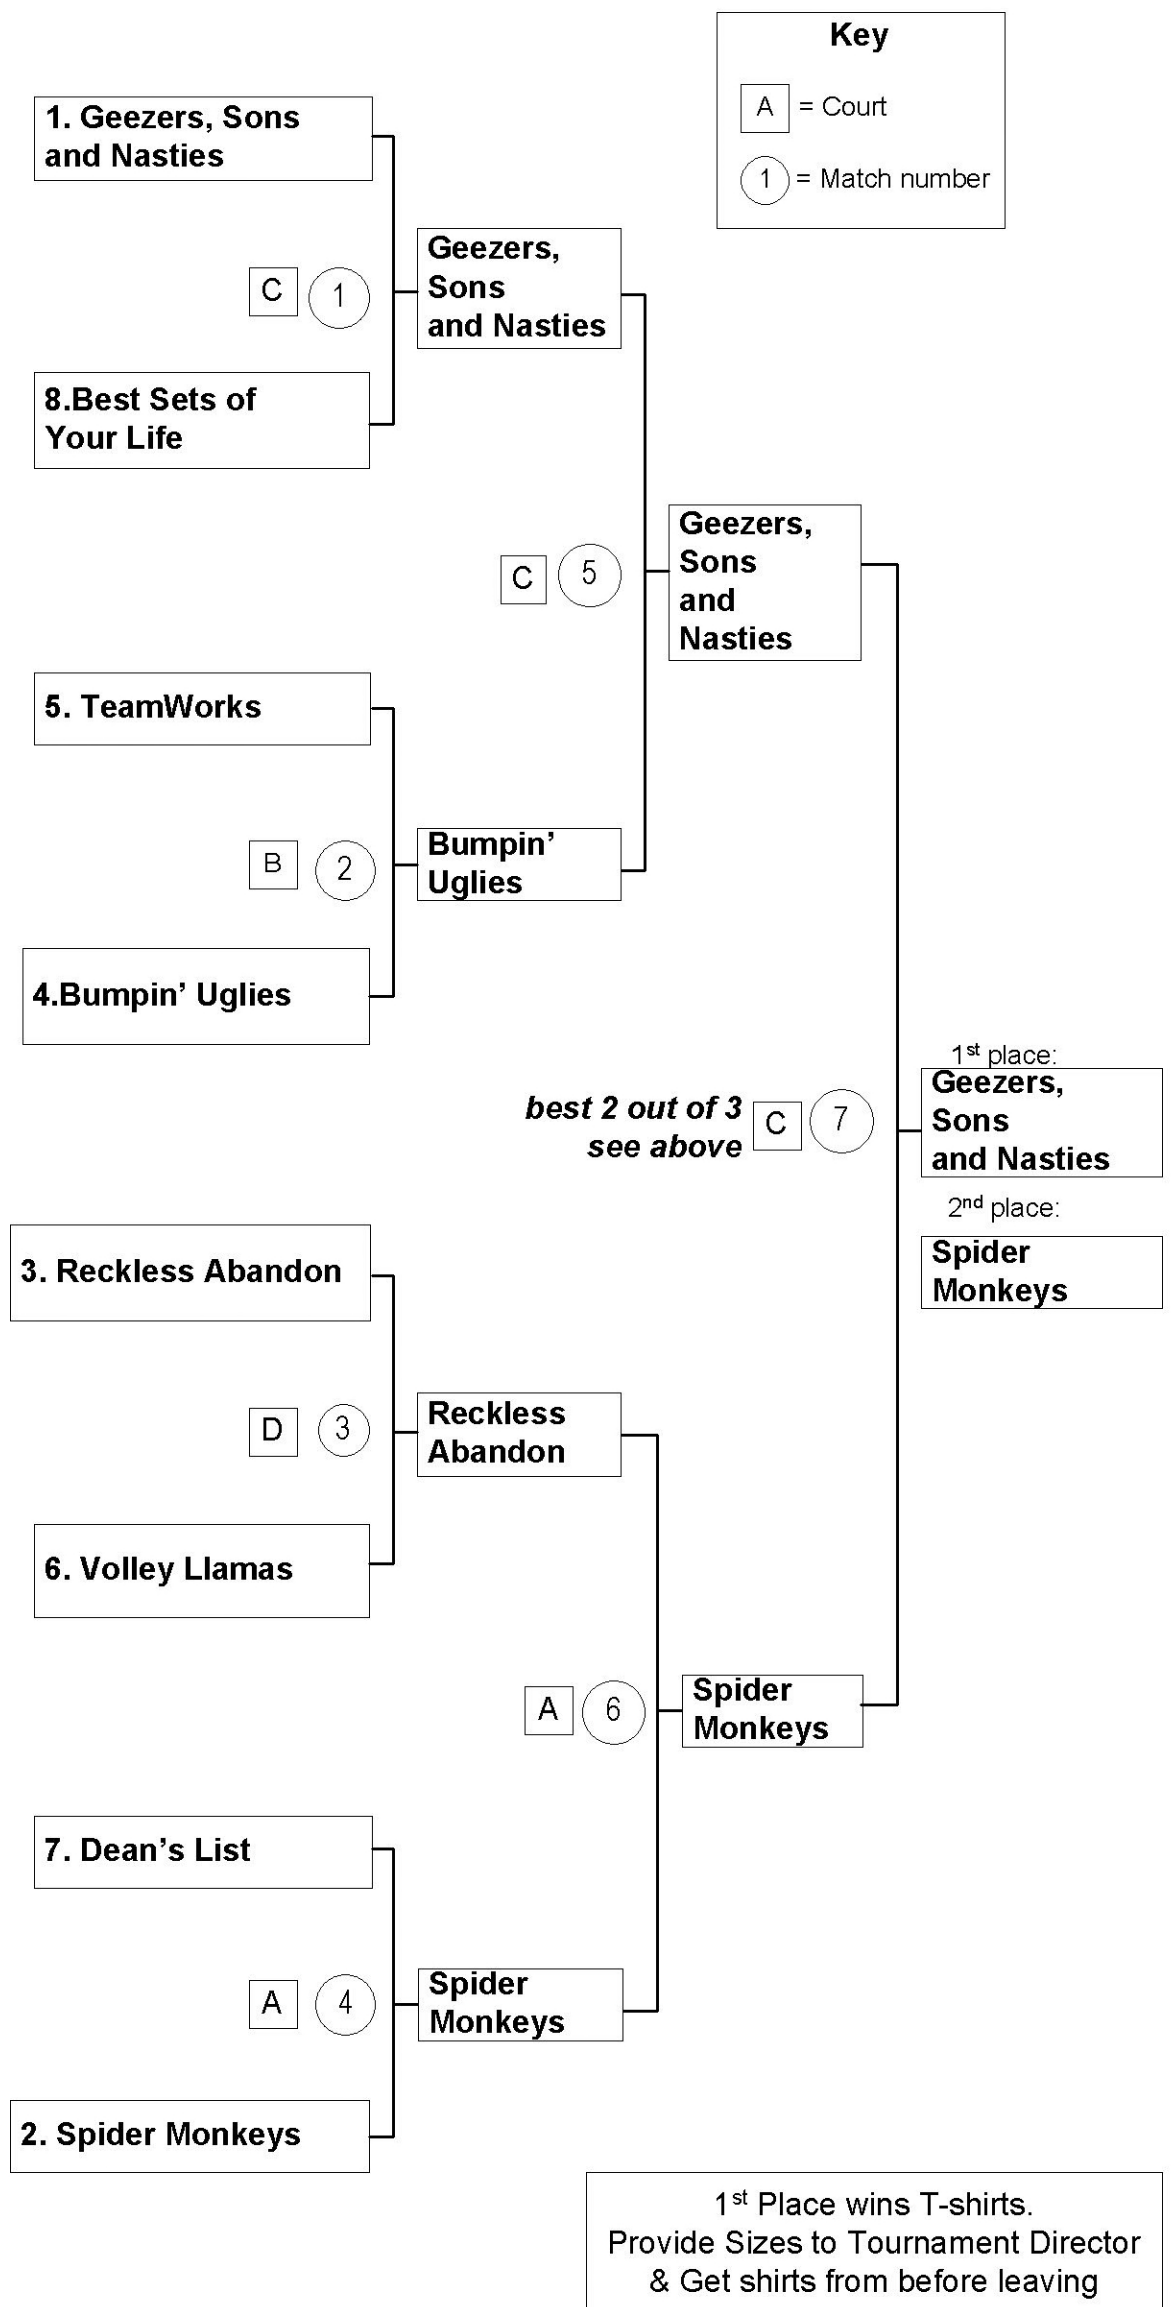 Key
A = Court
1 = Match number
1. Geezers, Sons
and Nasties
C 1
8.Best Sets of
Your Life
Geezers,
Sons
and Nasties
5. TeamWorks
B 2
4.Bumpin’ Uglies
Bumpin’
Uglies
C 5
Geezers,
Sons
and
Nasties
3. Reckless Abandon
D 3
6. Volley Llamas
Reckless
Abandon
7. Dean’s List
A 4
2. Spider Monkeys
Spider
Monkeys
A 6
Spider
Monkeys
best 2 out of 3
see above
C 7
1st place:
Geezers,
Sons
and Nasties
2nd place:
Spider
Monkeys
1st Place wins T-shirts.
Provide Sizes to Tournament Director
& Get shirts from before leaving